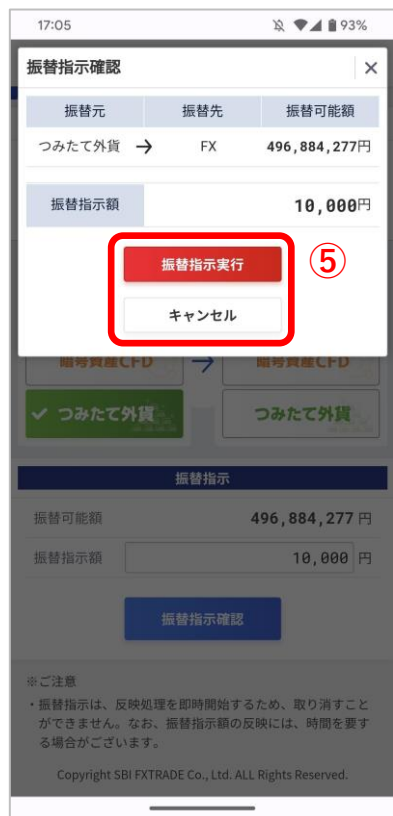 17:05 93%
振替指示確認 ×
振替元 振替先 振替可能額
つみたて外貨 → FX 496,884,277円
振替指示額 10,000円
振替指示実行
⑤
キャンセル
暗号資産CFD → 暗号資産CFD
✓ つみたて外貨 つみたて外貨
振替指示
振替可能額 496,884,277 円
振替指示額 10,000 円
振替指示確認
※ご注意
・振替指示は、反映処理を即時開始するため、取り消すこと
ができません。なお、振替指示額の反映には、時間を要す
る場合がございます。
Copyright SBI FXTRADE Co., Ltd. ALL Rights Reserved.